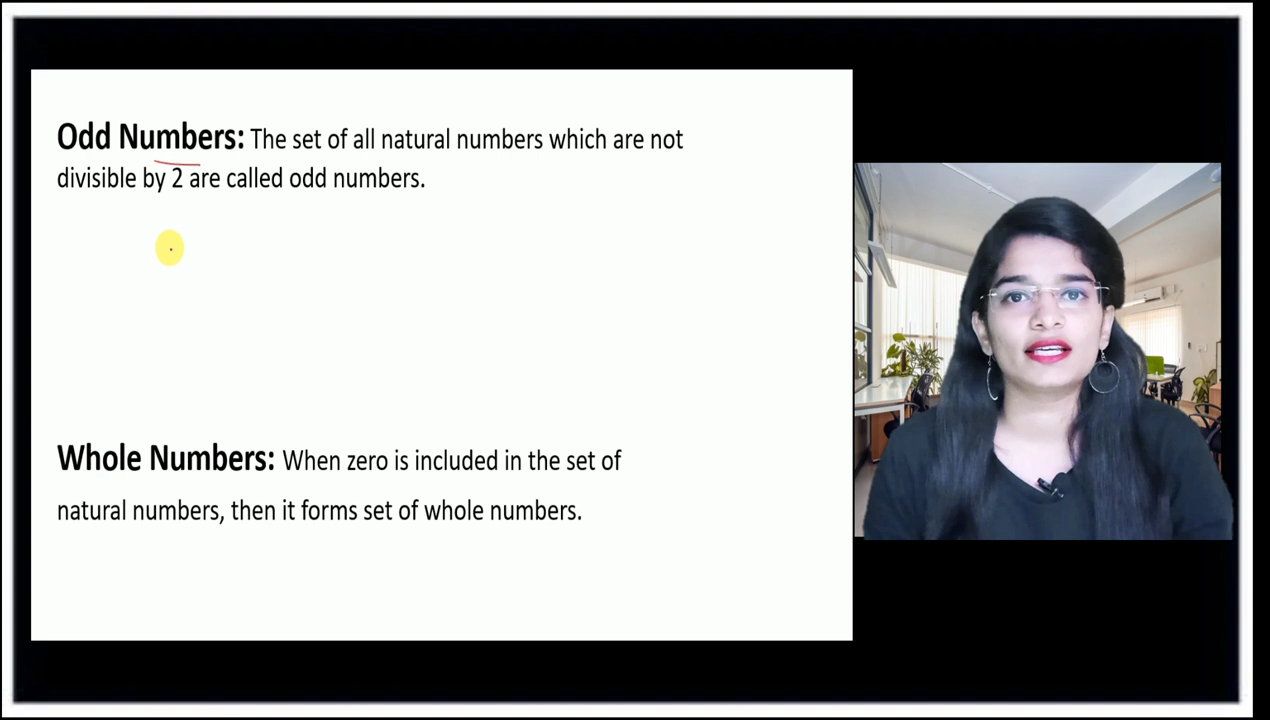 Odd Numbers: The set of all natural numbers which are not
divisible by 2 are called odd numbers.
Whole Numbers: When zero is included in the set of
natural numbers, then it forms set of whole numbers.